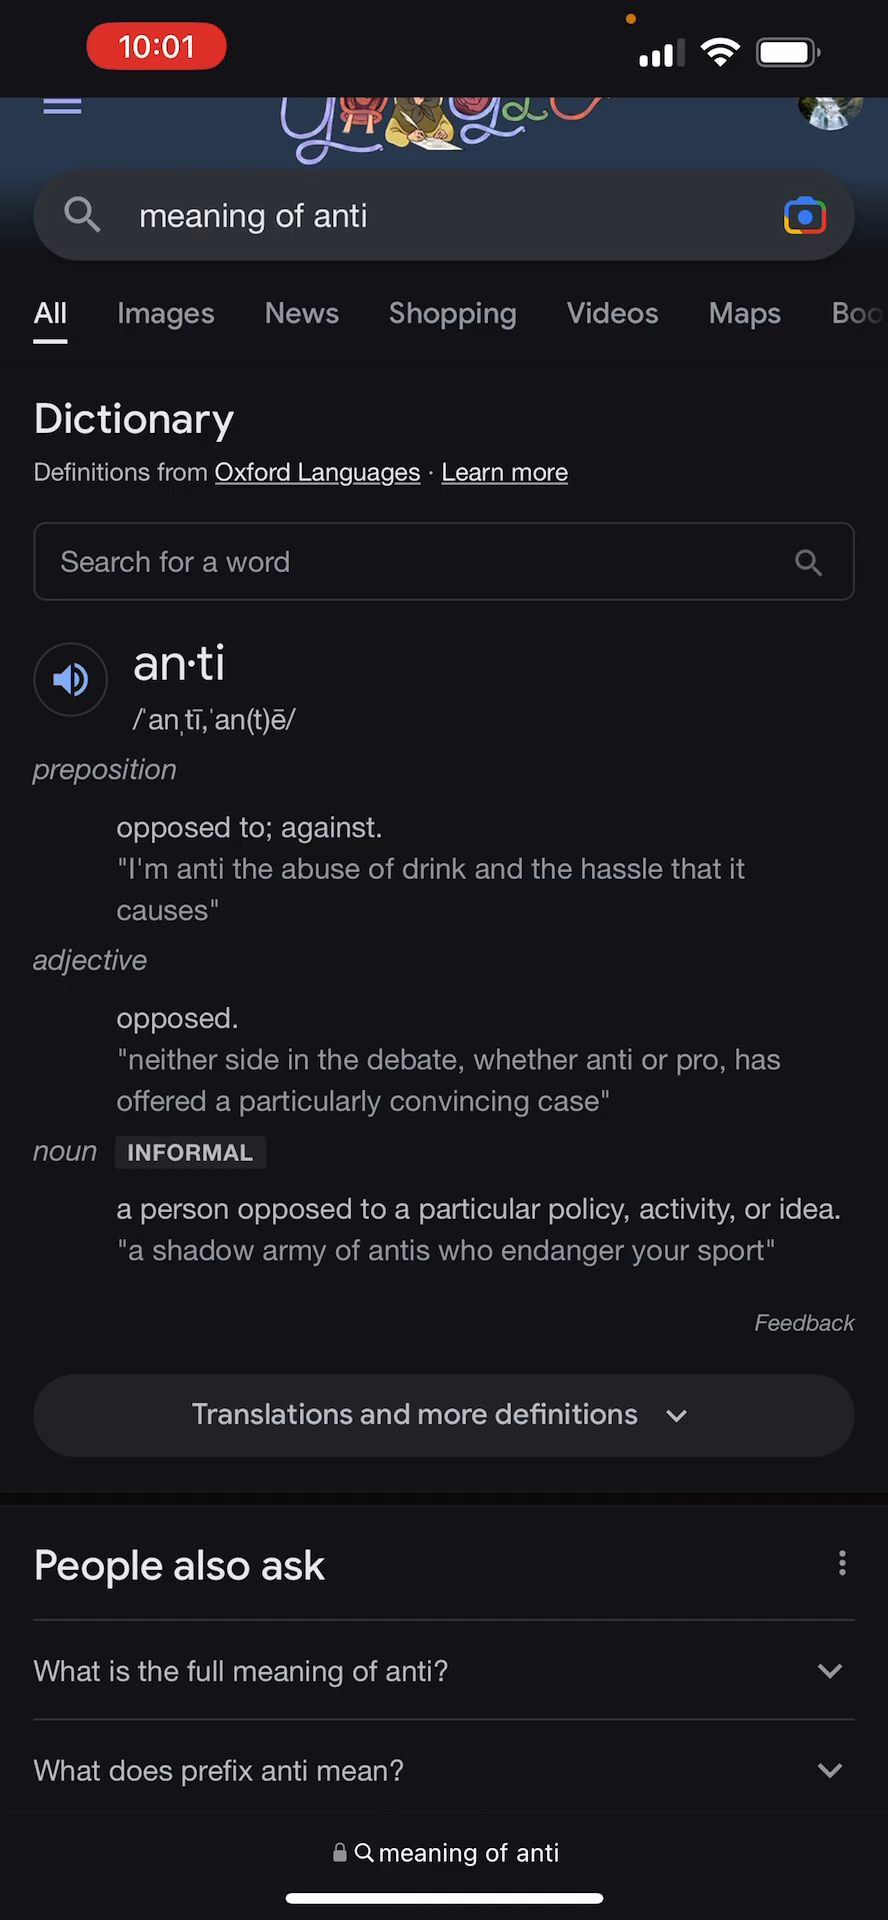 10:01
meaning of anti
All Images News Shopping Videos Maps Boo
Dictionary
Definitions from Oxford Languages · Learn more
Search for a word
an·ti
/ˈanˌtī,ˈan(t)ē/
preposition
opposed to; against.
"I'm anti the abuse of drink and the hassle that it
causes"
adjective
opposed.
"neither side in the debate, whether anti or pro, has
offered a particularly convincing case"
noun INFORMAL
a person opposed to a particular policy, activity, or idea.
"a shadow army of antis who endanger your sport"
Feedback
Translations and more definitions
People also ask
What is the full meaning of anti?
What does prefix anti mean?
meaning of anti